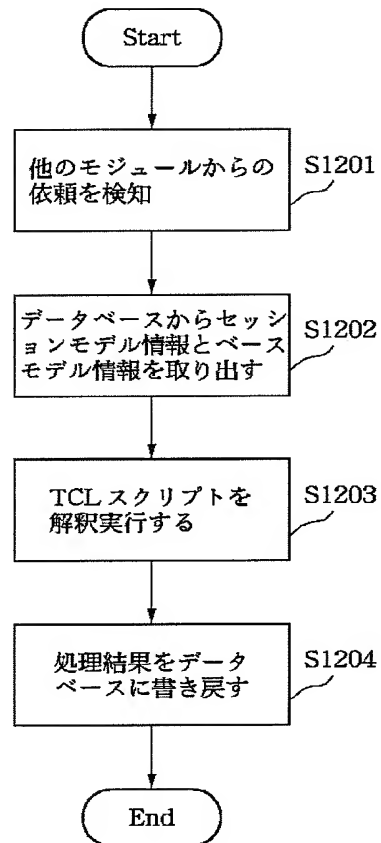 Start
他のモジュールからの
依頼を検知
S1201
データベースからセッシ
ョンモデル情報とベース
モデル情報を取り出す
S1202
TCLスクリプトを
解釈実行する
S1203
処理結果をデータ
ベースに書き戻す
S1204
End